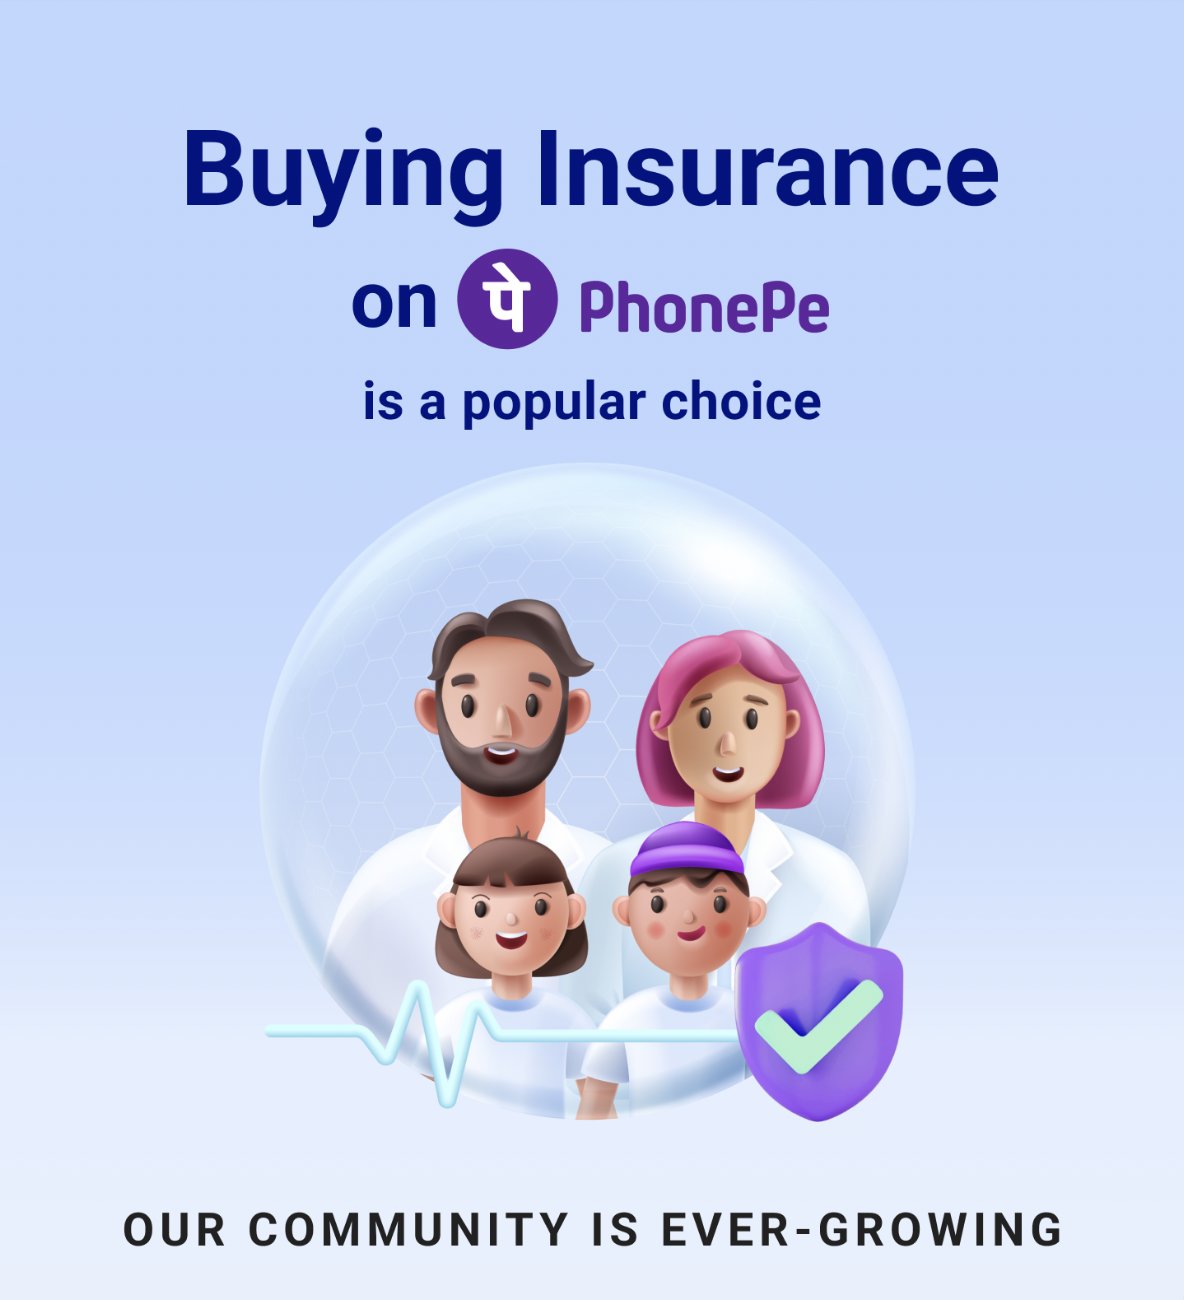 Buying Insurance
on पे PhonePe
is a popular choice
OUR COMMUNITY IS EVER-GROWING